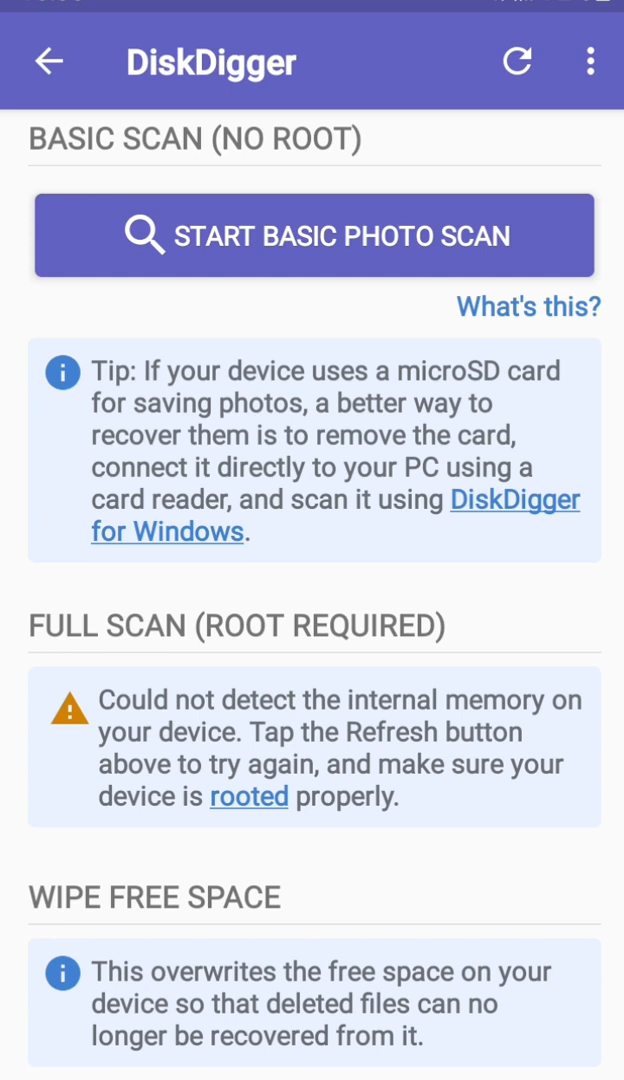 DiskDigger
BASIC SCAN (NO ROOT)
START BASIC PHOTO SCAN
What's this?
Tip: If your device uses a microSD card
for saving photos, a better way to
recover them is to remove the card,
connect it directly to your PC using a
card reader, and scan it using DiskDigger
for Windows.
FULL SCAN (ROOT REQUIRED)
Could not detect the internal memory on
your device. Tap the Refresh button
above to try again, and make sure your
device is rooted properly.
WIPE FREE SPACE
This overwrites the free space on your
device so that deleted files can no
longer be recovered from it.